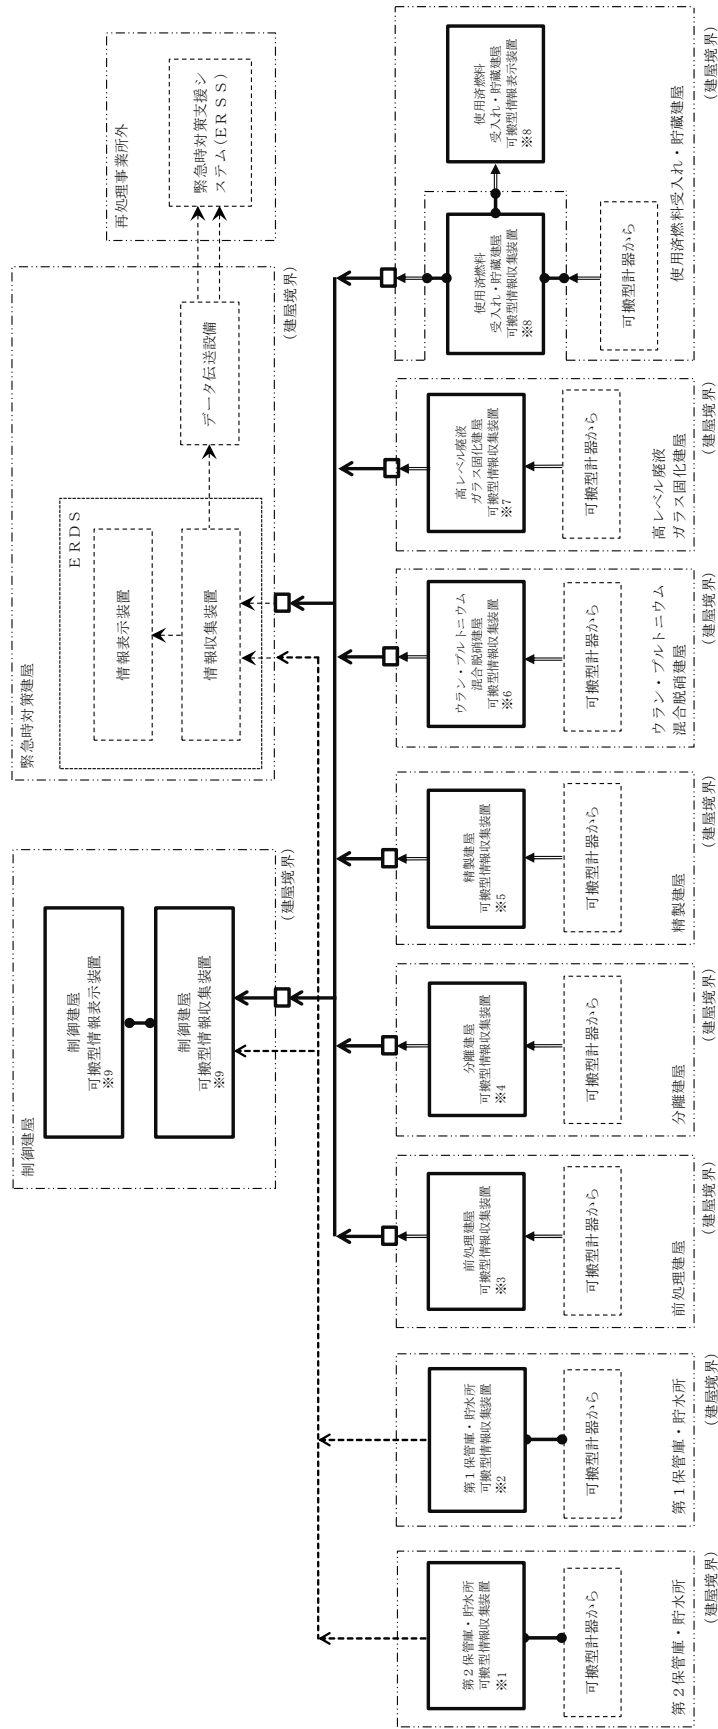 制御建屋
制御建屋
可搬型情報表示装置
※9
制御建屋
可搬型情報収集装置
※9
(建屋境界)
緊急時対策建屋
ERDS
情報表示装置
情報収集装置
データ伝送設備
(建屋境界)
再処理事業所外
緊急時対策支援シ
ステム(ERSS)
第2保管庫・貯水所
可搬型情報収集装置
※1
可搬型計器から
第2保管庫・貯水所
(建屋境界)
第1保管庫・貯水所
可搬型情報収集装置
※2
可搬型計器から
第1保管庫・貯水所
(建屋境界)
前処理建屋
可搬型情報収集装置
※3
可搬型計器から
前処理建屋
(建屋境界)
分離建屋
可搬型情報収集装置
※4
可搬型計器から
分離建屋
(建屋境界)
精製建屋
可搬型情報収集装置
※5
可搬型計器から
精製建屋
(建屋境界)
ウラン・プルトニウム
混合脱硝建屋
可搬型情報収集装置
※6
可搬型計器から
ウラン・プルトニウム
混合脱硝建屋
(建屋境界)
高レベル廃液
ガラス固化建屋
可搬型情報収集装置
※7
可搬型計器から
高レベル廃液
ガラス固化建屋
(建屋境界)
使用済燃料
受入れ・貯蔵建屋
可搬型情報収集装置
※8
使用済燃料
受入れ・貯蔵建屋
可搬型情報表示装置
※8
可搬型計器から
使用済燃料受入れ・貯蔵建屋
(建屋境界)